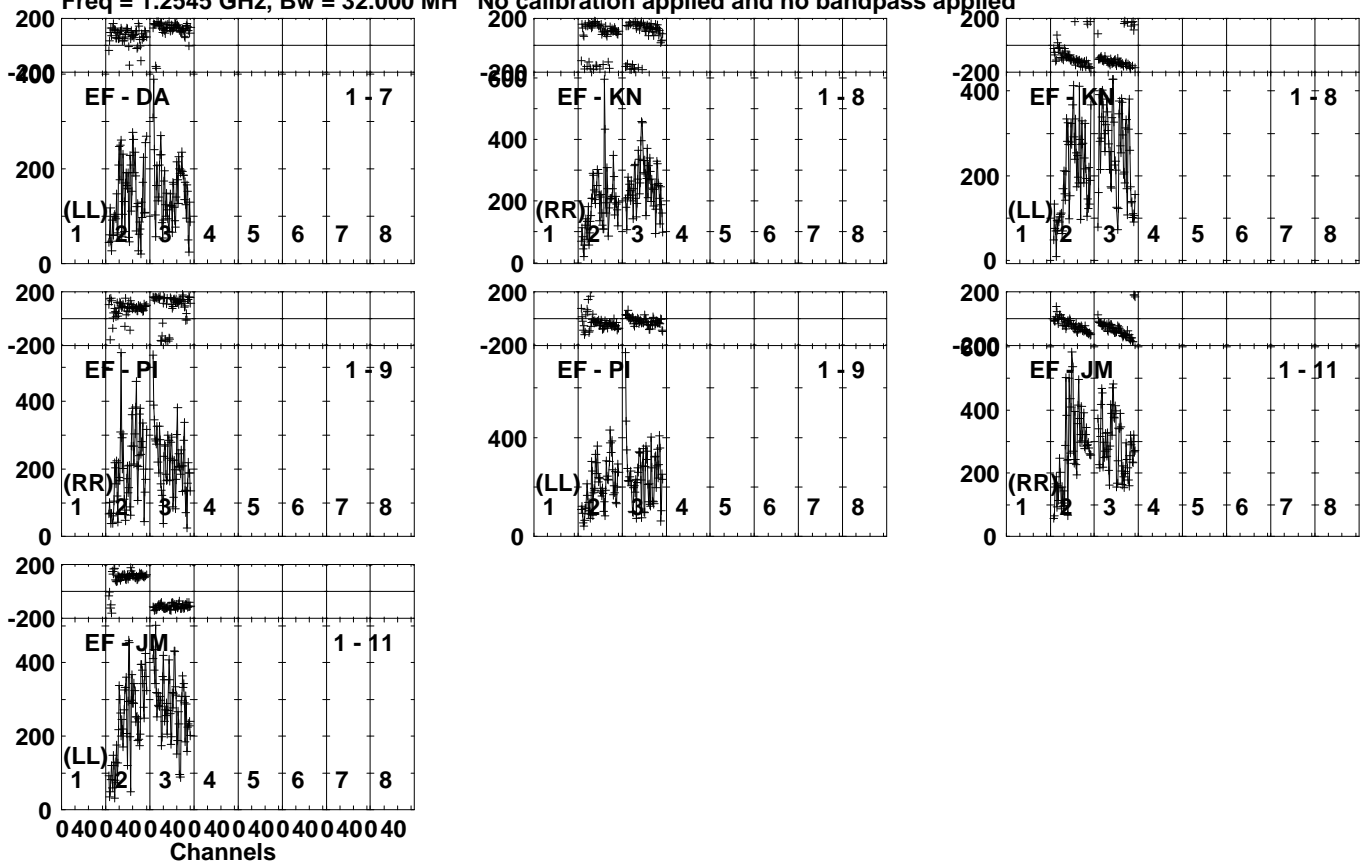 Freq = 1.2545 GHz, Bw = 32.000 MH No calibration applied and no bandpass applied
200
-200
400
EF - DA 1 - 7
200
(LL)
1 2 3 4 5 6 7 8
0
200
-200
600
EF - KN 1 - 8
400
200
(RR)
1 2 3 4 5 6 7 8
0
200
-200
400
EF - KN 1 - 8
200
(LL)
1 2 3 4 5 6 7 8
0
200
-200
EF - PI 1 - 9
400
200
(RR)
1 2 3 4 5 6 7 8
0
200
-200
EF - PI 1 - 9
400
(LL)
1 2 3 4 5 6 7 8
0
200
-200
600
EF - JM 1 - 11
400
200
(RR)
1 2 3 4 5 6 7 8
0
200
-200
EF - JM 1 - 11
400
200
(LL)
1 2 3 4 5 6 7 8
0
0 40 0 40 0 40 0 40 0 40 0 40 0 40 0 40
Channels